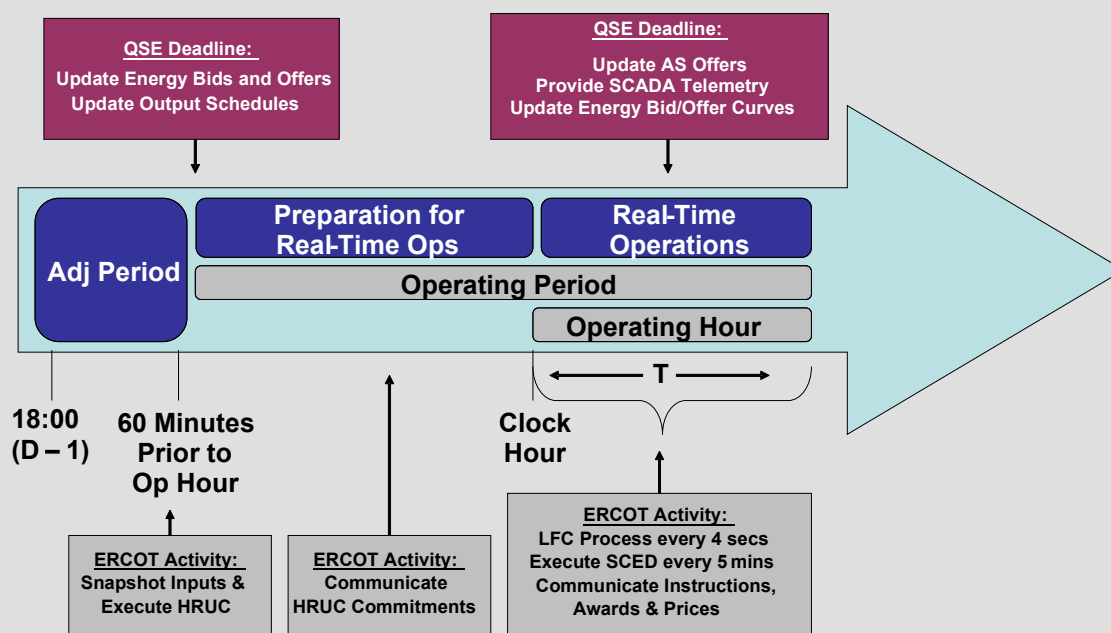 QSE Deadline:
Update Energy Bids and Offers
Update Output Schedules
QSE Deadline:
Update AS Offers
Provide SCADA Telemetry
Update Energy Bid/Offer Curves
Adj Period
Preparation for
Real-Time Ops
Real-Time
Operations
Operating Period
Operating Hour
T
18:00
(D – 1)
60 Minutes
Prior to
Op Hour
Clock
Hour
ERCOT Activity:
Snapshot Inputs &
Execute HRUC
ERCOT Activity:
Communicate
HRUC Commitments
ERCOT Activity:
LFC Process every 4 secs
Execute SCED every 5 mins
Communicate Instructions,
Awards & Prices